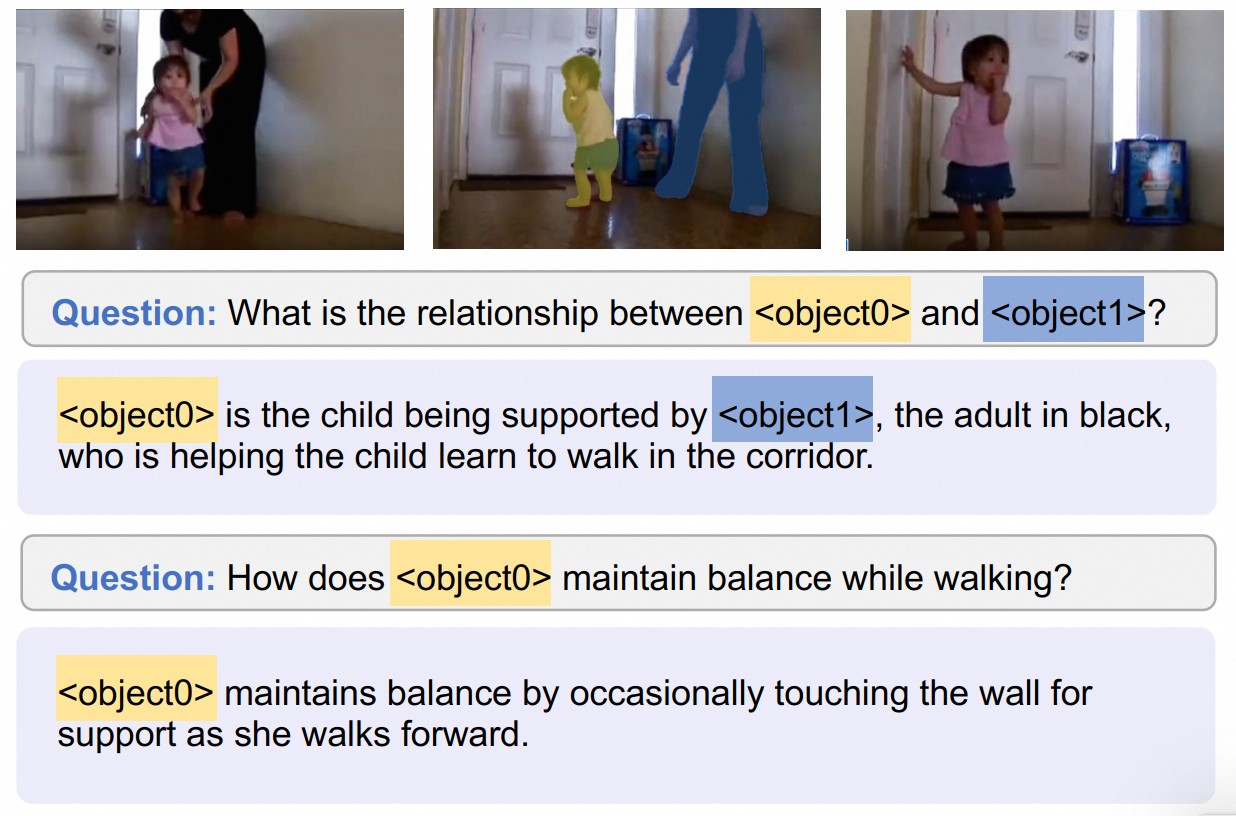 Question: What is the relationship between <object0> and <object1>?
<object0> is the child being supported by <object1>, the adult in black,
who is helping the child learn to walk in the corridor.
Question: How does <object0> maintain balance while walking?
<object0> maintains balance by occasionally touching the wall for
support as she walks forward.